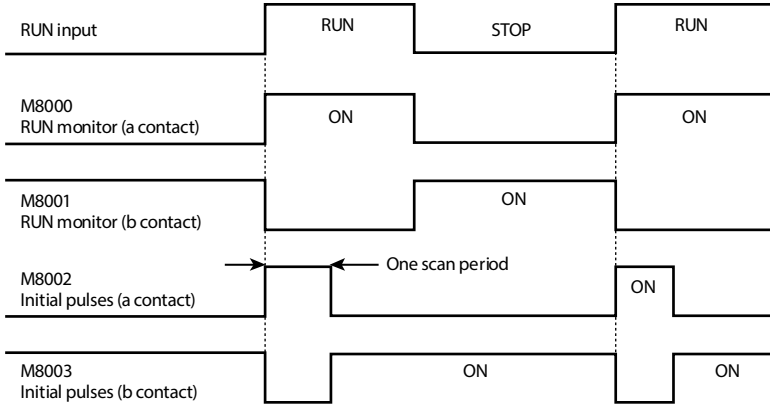 RUN input
RUN
STOP
RUN
M8000
RUN monitor (a contact)
ON
ON
M8001
RUN monitor (b contact)
ON
One scan period
M8002
Initial pulses (a contact)
ON
M8003
Initial pulses (b contact)
ON
ON